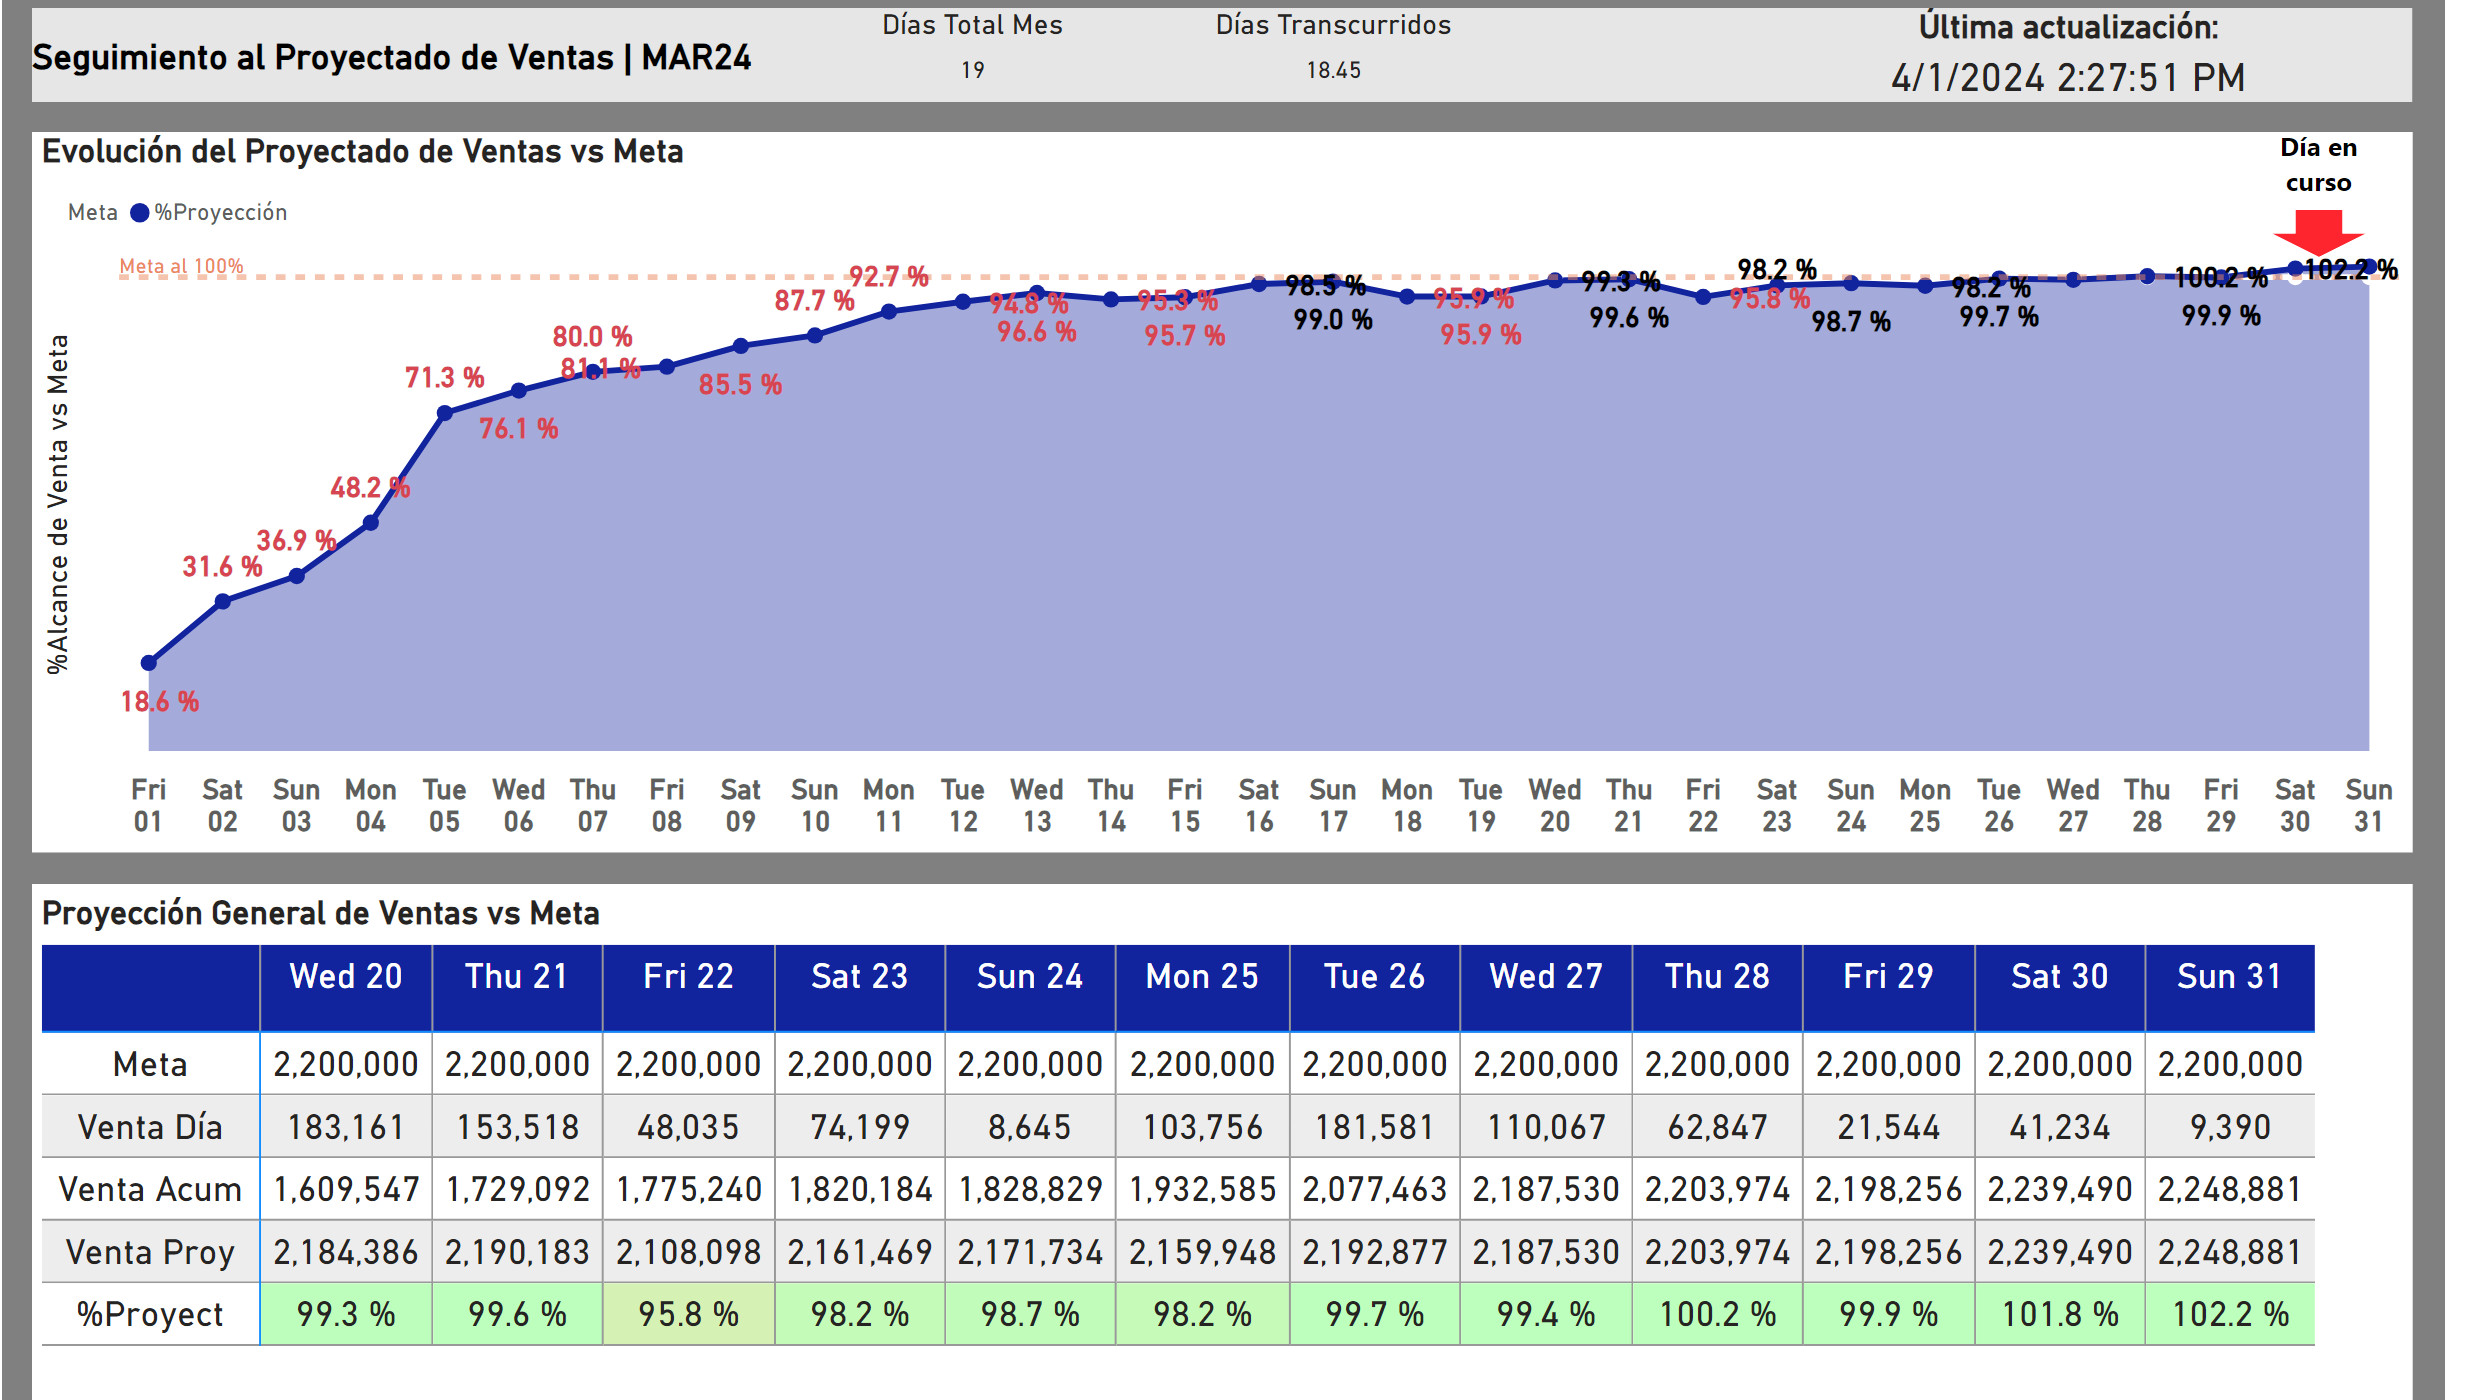 Seguimiento al Proyectado de Ventas | MAR24
Días Total Mes
19
Días Transcurridos
18.45
Última actualización:
4/1/2024 2:27:51 PM
Evolución del Proyectado de Ventas vs Meta
Día en
curso
Meta %Proyección
Meta al 100%
%Alcance de Venta vs Meta
18.6 %
31.6 %
36.9 %
48.2 %
71.3 %
76.1 %
80.0 %
81.1 %
85.5 %
87.7 %
92.7 %
94.8 %
96.6 %
95.3 %
95.7 %
98.5 %
99.0 %
95.9 %
95.9 %
99.3 %
99.6 %
95.8 %
98.2 %
98.7 %
98.2 %
99.7 %
100.2 %
99.9 %
102.2 %
Fri Sat Sun Mon Tue Wed Thu Fri Sat Sun Mon Tue Wed Thu Fri Sat Sun Mon Tue Wed Thu Fri Sat Sun Mon Tue Wed Thu Fri Sat Sun
01 02 03 04 05 06 07 08 09 10 11 12 13 14 15 16 17 18 19 20 21 22 23 24 25 26 27 28 29 30 31
Proyección General de Ventas vs Meta
Wed 20 Thu 21 Fri 22 Sat 23 Sun 24 Mon 25 Tue 26 Wed 27 Thu 28 Fri 29 Sat 30 Sun 31
Meta 2,200,000 2,200,000 2,200,000 2,200,000 2,200,000 2,200,000 2,200,000 2,200,000 2,200,000 2,200,000 2,200,000 2,200,000
Venta Día 183,161 153,518 48,035 74,199 8,645 103,756 181,581 110,067 62,847 21,544 41,234 9,390
Venta Acum 1,609,547 1,729,092 1,775,240 1,820,184 1,828,829 1,932,585 2,077,463 2,187,530 2,203,974 2,198,256 2,239,490 2,248,881
Venta Proy 2,184,386 2,190,183 2,108,098 2,161,469 2,171,734 2,159,948 2,192,877 2,187,530 2,203,974 2,198,256 2,239,490 2,248,881
%Proyect 99.3 % 99.6 % 95.8 % 98.2 % 98.7 % 98.2 % 99.7 % 99.4 % 100.2 % 99.9 % 101.8 % 102.2 %